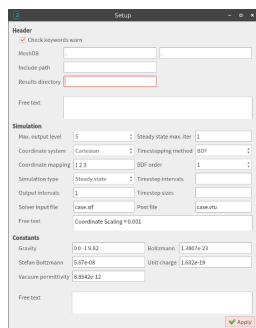 Setup
Header
Check keywords warn
MeshDB . .
Include path
Results directory
Free text
Simulation
Max. output level 5 Steady state max. iter 1
Coordinate system Cartesian Timestepping method BDF
Coordinate mapping 1 2 3 BDF order 1
Simulation type Steady state Timestep intervals
Output intervals 1 Timestep sizes
Solver input file case.sif Post file case.vtu
Free text Coordinate Scaling = 0.001
Constants
Gravity 0 0 -1 9.82 Boltzmann 1.3807e-23
Stefan Boltzmann 5.67e-08 Unit charge 1.602e-19
Vacuum permittivity 8.8542e-12
Free text
Apply